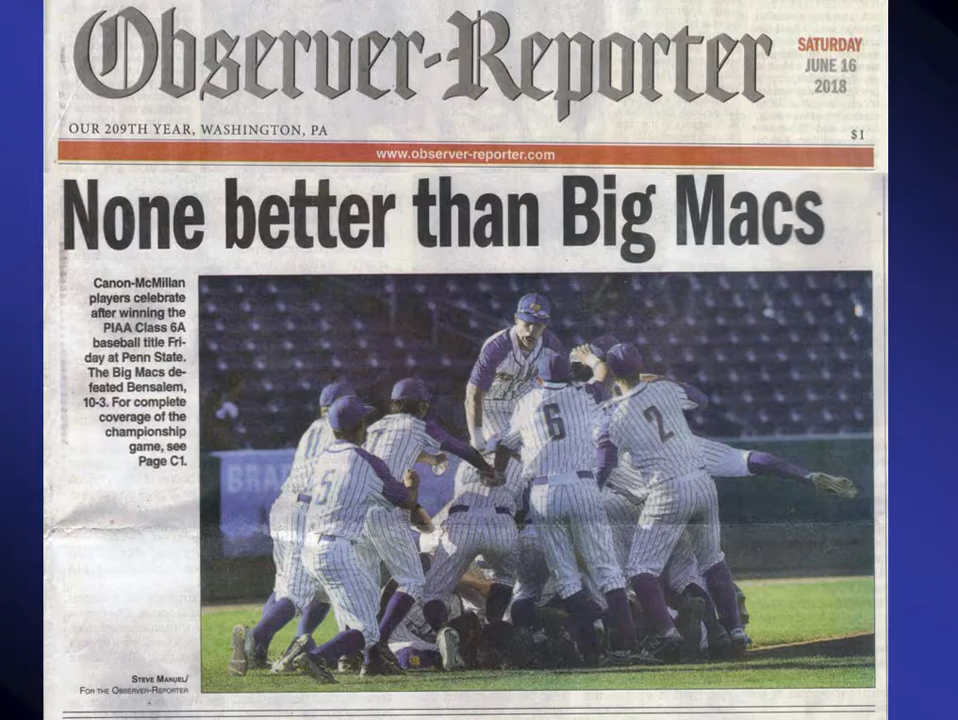 Observer-Reporter
SATURDAY
JUNE 16
2018
OUR 209TH YEAR, WASHINGTON, PA
$1
www.observer-reporter.com
None better than Big Macs
Canon-McMillan
players celebrate
after winning the
PIAA Class 6A
baseball title Fri-
day at Penn State.
The Big Macs de-
feated Bensalem,
10-3. For complete
coverage of the
championship
game, see
Page C1.
BRA
5
6
2
STEVE MANUEL/
FOR THE OBSERVER-REPORTER